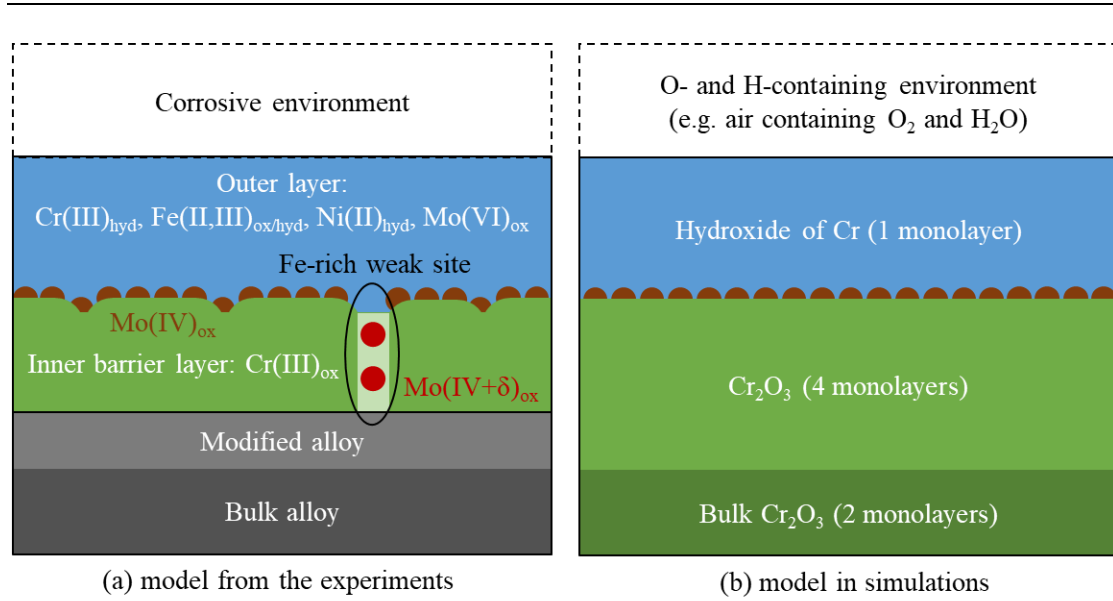 Corrosive environment
Outer layer:
Cr(III)hyd, Fe(II,III)ox/hyd, Ni(II)hyd, Mo(VI)ox
Fe-rich weak site
Mo(IV)ox
Inner barrier layer: Cr(III)ox
Mo(IV+δ)ox
Modified alloy
Bulk alloy
(a) model from the experiments
O- and H-containing environment
(e.g. air containing O2 and H2O)
Hydroxide of Cr (1 monolayer)
Cr2O3 (4 monolayers)
Bulk Cr2O3 (2 monolayers)
(b) model in simulations